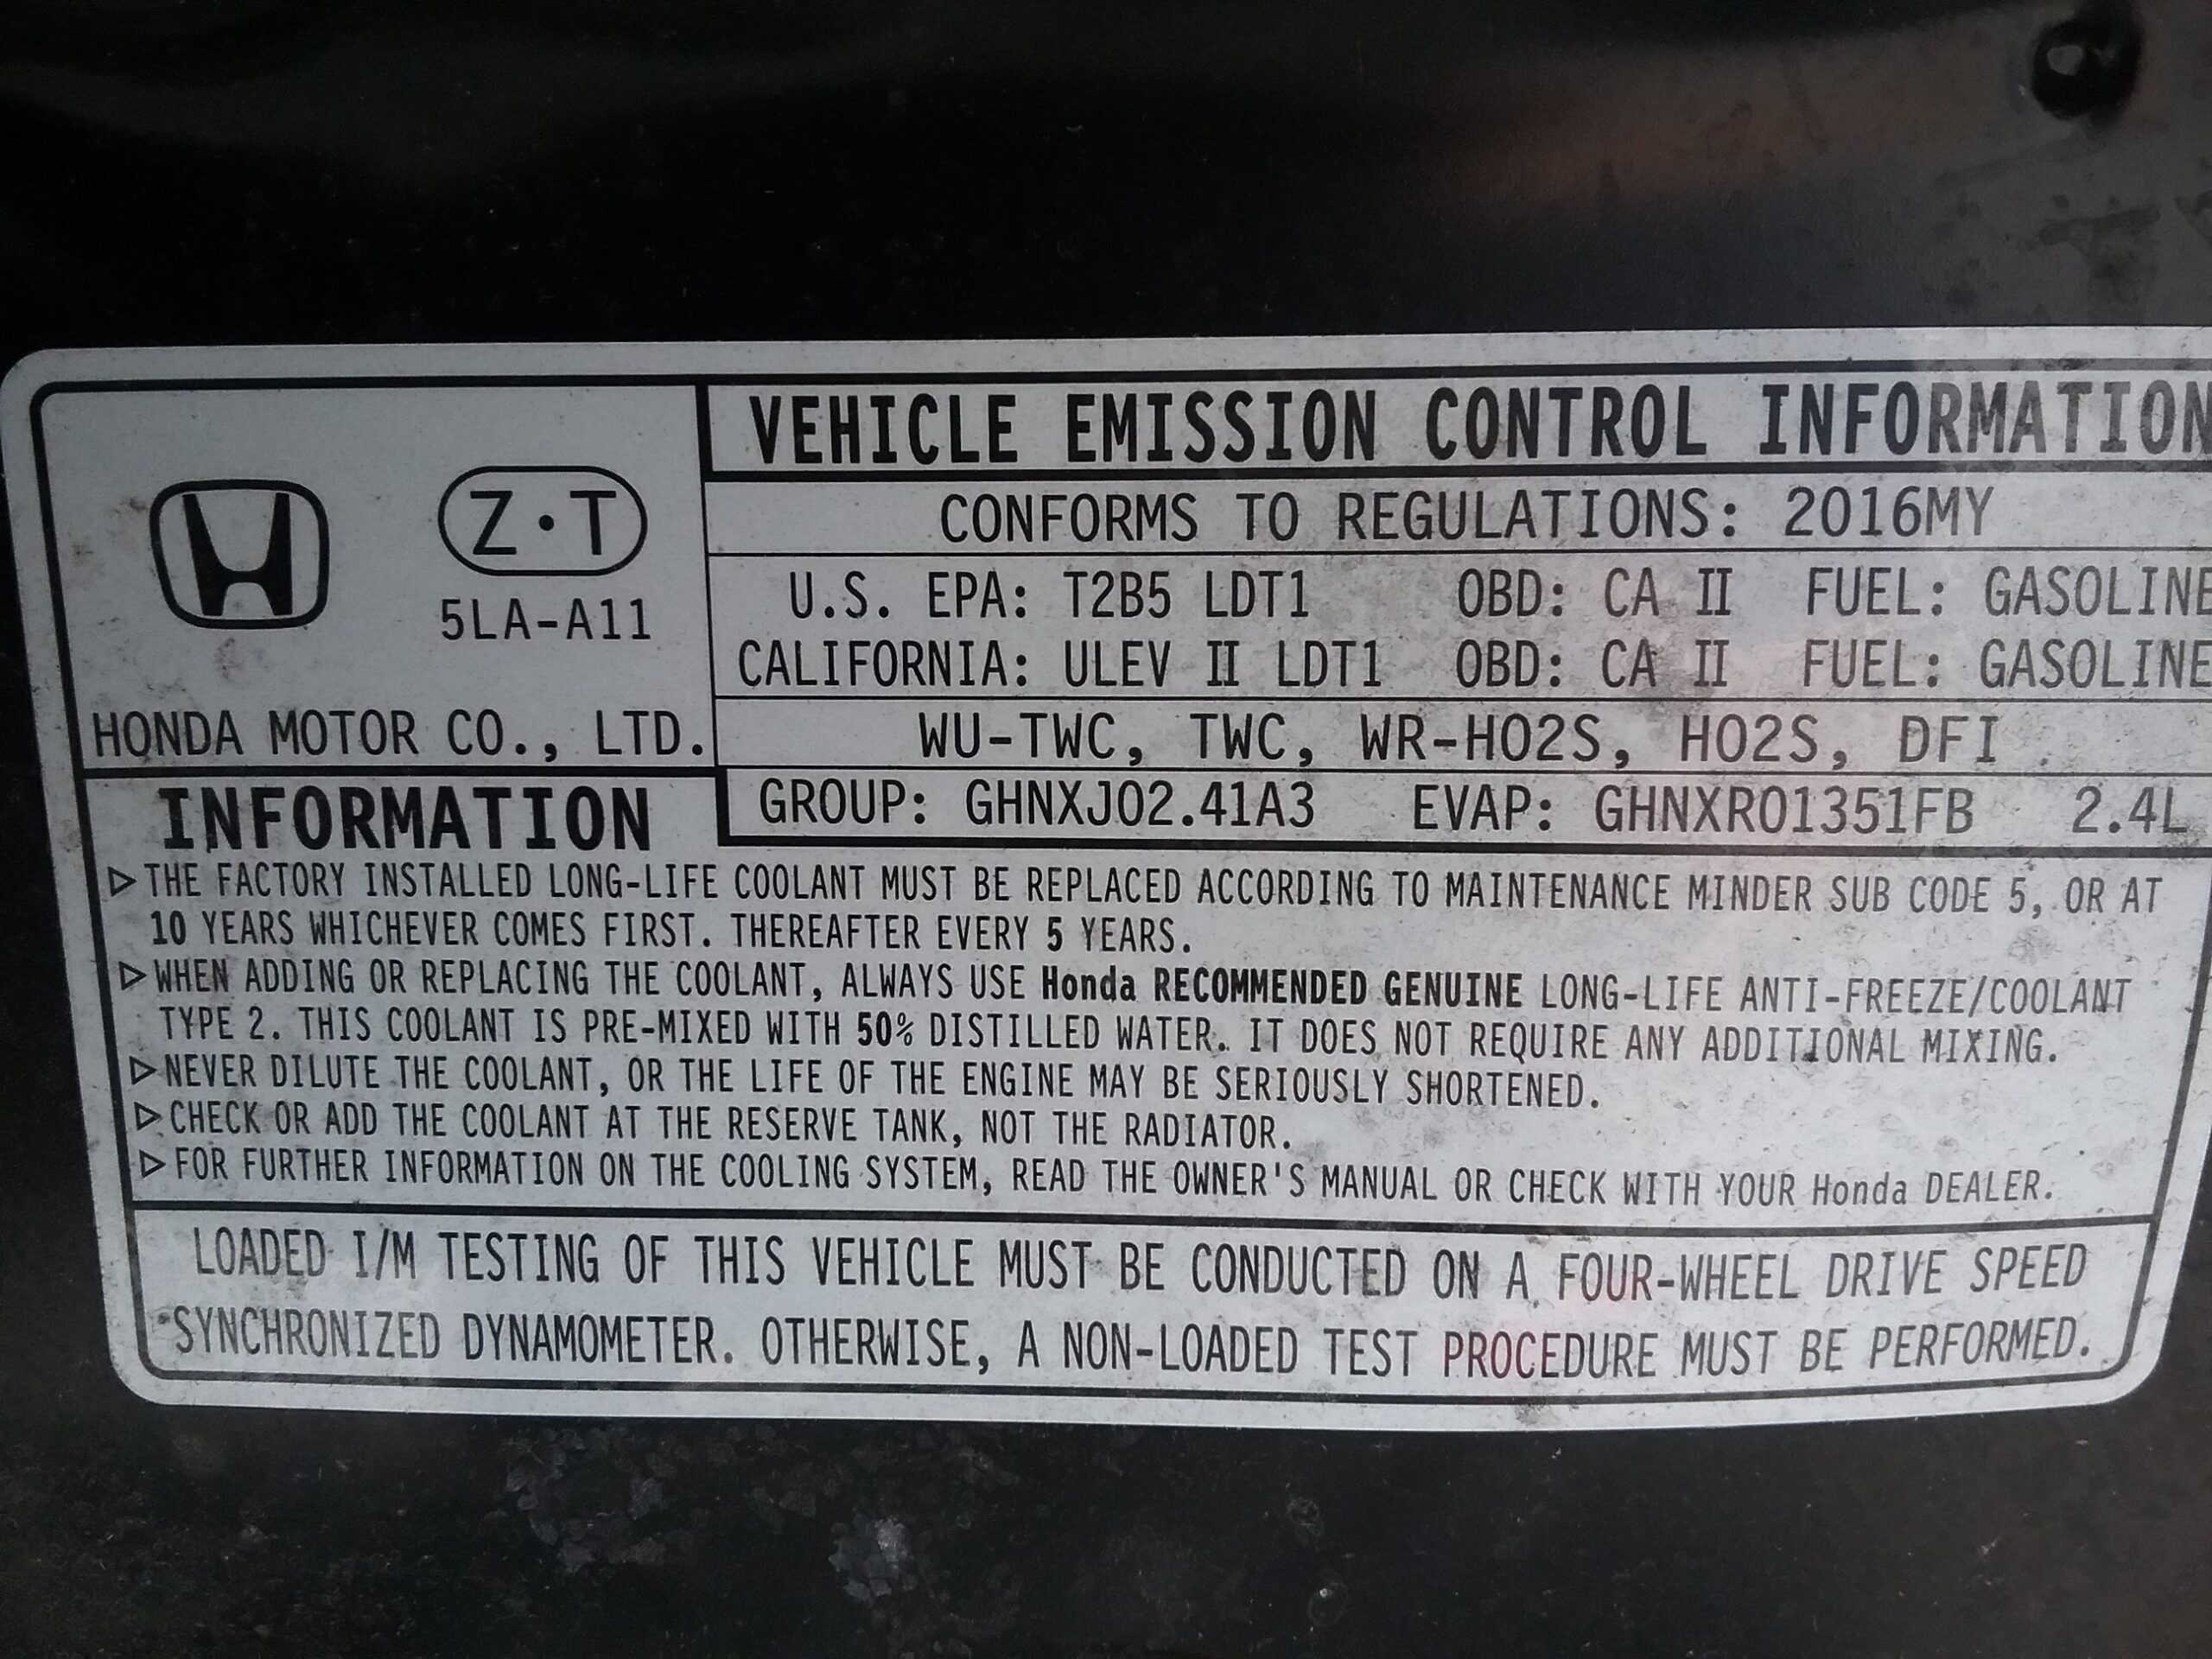 VEHICLE EMISSION CONTROL INFORMATION
Z·T
5LA-A11
HONDA MOTOR CO., LTD.
CONFORMS TO REGULATIONS: 2016MY
U.S. EPA: T2B5 LDT1 OBD: CA II FUEL: GASOLINE
CALIFORNIA: ULEV II LDT1 OBD: CA II FUEL: GASOLINE
WU-TWC, TWC, WR-HO2S, HO2S, DFI
GROUP: GHNXJ02.41A3 EVAP: GHNXR01351FB 2.4L
INFORMATION
▷THE FACTORY INSTALLED LONG-LIFE COOLANT MUST BE REPLACED ACCORDING TO MAINTENANCE MINDER SUB CODE 5, OR AT
10 YEARS WHICHEVER COMES FIRST. THEREAFTER EVERY 5 YEARS.
▷WHEN ADDING OR REPLACING THE COOLANT, ALWAYS USE Honda RECOMMENDED GENUINE LONG-LIFE ANTI-FREEZE/COOLANT
TYPE 2. THIS COOLANT IS PRE-MIXED WITH 50% DISTILLED WATER. IT DOES NOT REQUIRE ANY ADDITIONAL MIXING.
▷NEVER DILUTE THE COOLANT, OR THE LIFE OF THE ENGINE MAY BE SERIOUSLY SHORTENED.
▷CHECK OR ADD THE COOLANT AT THE RESERVE TANK, NOT THE RADIATOR.
▷FOR FURTHER INFORMATION ON THE COOLING SYSTEM, READ THE OWNER'S MANUAL OR CHECK WITH YOUR Honda DEALER.
LOADED I/M TESTING OF THIS VEHICLE MUST BE CONDUCTED ON A FOUR-WHEEL DRIVE SPEED
SYNCHRONIZED DYNAMOMETER. OTHERWISE, A NON-LOADED TEST PROCEDURE MUST BE PERFORMED.